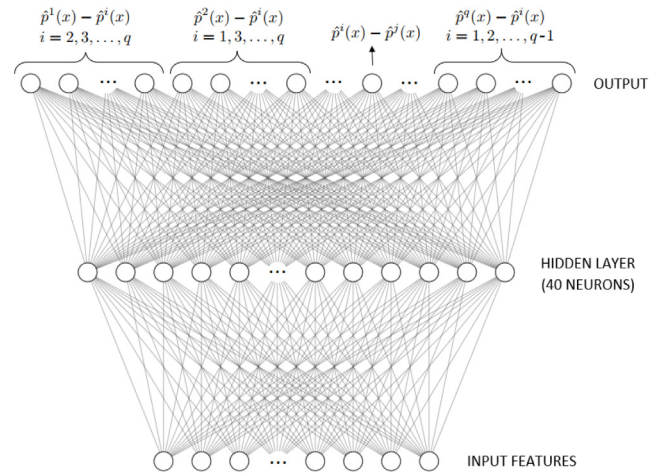 p̂¹(x) − p̂ⁱ(x)
i = 2, 3, . . . , q
p̂²(x) − p̂ⁱ(x)
i = 1, 3, . . . , q
p̂ⁱ(x) − p̂ʲ(x)
p̂^q(x) − p̂ⁱ(x)
i = 1, 2, . . . , q-1
... ... ... ... ...
OUTPUT
...
HIDDEN LAYER
(40 NEURONS)
...
INPUT FEATURES